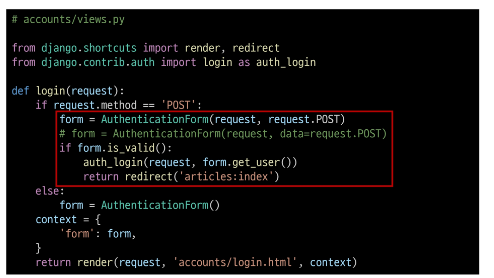 # accounts/views.py

from django.shortcuts import render, redirect
from django.contrib.auth import login as auth_login

def login(request):
    if request.method == 'POST':
        form = AuthenticationForm(request, request.POST)
        # form = AuthenticationForm(request, data=request.POST)
        if form.is_valid():
            auth_login(request, form.get_user())
            return redirect('articles:index')
    else:
        form = AuthenticationForm()
    context = {
        'form': form,
    }
    return render(request, 'accounts/login.html', context)